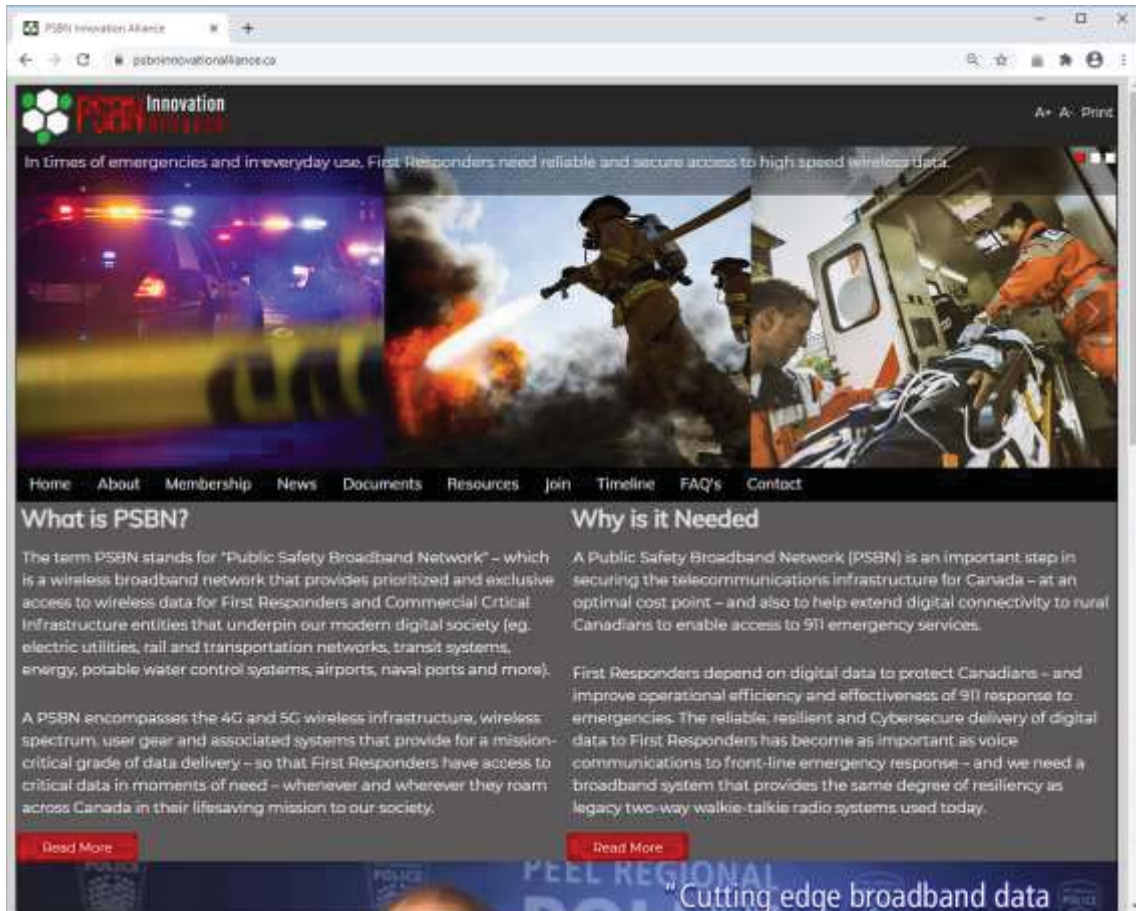 PSBN Innovation Alliance
psbninnovationalliance.ca
PSBN Innovation
Alliance
A+ A- Print
In times of emergencies and in everyday use, First Responders need reliable and secure access to high speed wireless data.
Home About Membership News Documents Resources Join Timeline FAQ's Contact
What is PSBN?
The term PSBN stands for "Public Safety Broadband Network" – which
is a wireless broadband network that provides prioritized and exclusive
access to wireless data for First Responders and Commercial Crtical
Infrastructure entities that underpin our modern digital society (eg.
electric utilities, rail and transportation networks, transit systems,
energy, potable water control systems, airports, naval ports and more).
A PSBN encompasses the 4G and 5G wireless infrastructure, wireless
spectrum, user gear and associated systems that provide for a mission-
critical grade of data delivery – so that First Responders have access to
critical data in moments of need – whenever and wherever they roam
across Canada in their lifesaving mission to our society.
Read More
Why is it Needed
A Public Safety Broadband Network (PSBN) is an important step in
securing the telecommunications infrastructure for Canada – at an
optimal cost point – and also to help extend digital connectivity to rural
Canadians to enable access to 911 emergency services.
First Responders depend on digital data to protect Canadians – and
improve operational efficiency and effectiveness of 911 response to
emergencies. The reliable, resilient and Cybersecure delivery of digital
data to First Responders has become as important as voice
communications to front-line emergency response – and we need a
broadband system that provides the same degree of resiliency as
legacy two-way walkie-talkie radio systems used today.
Read More
POLICE
POLICE
PEEL REGIONAL
POLICE
"Cutting edge broadband data